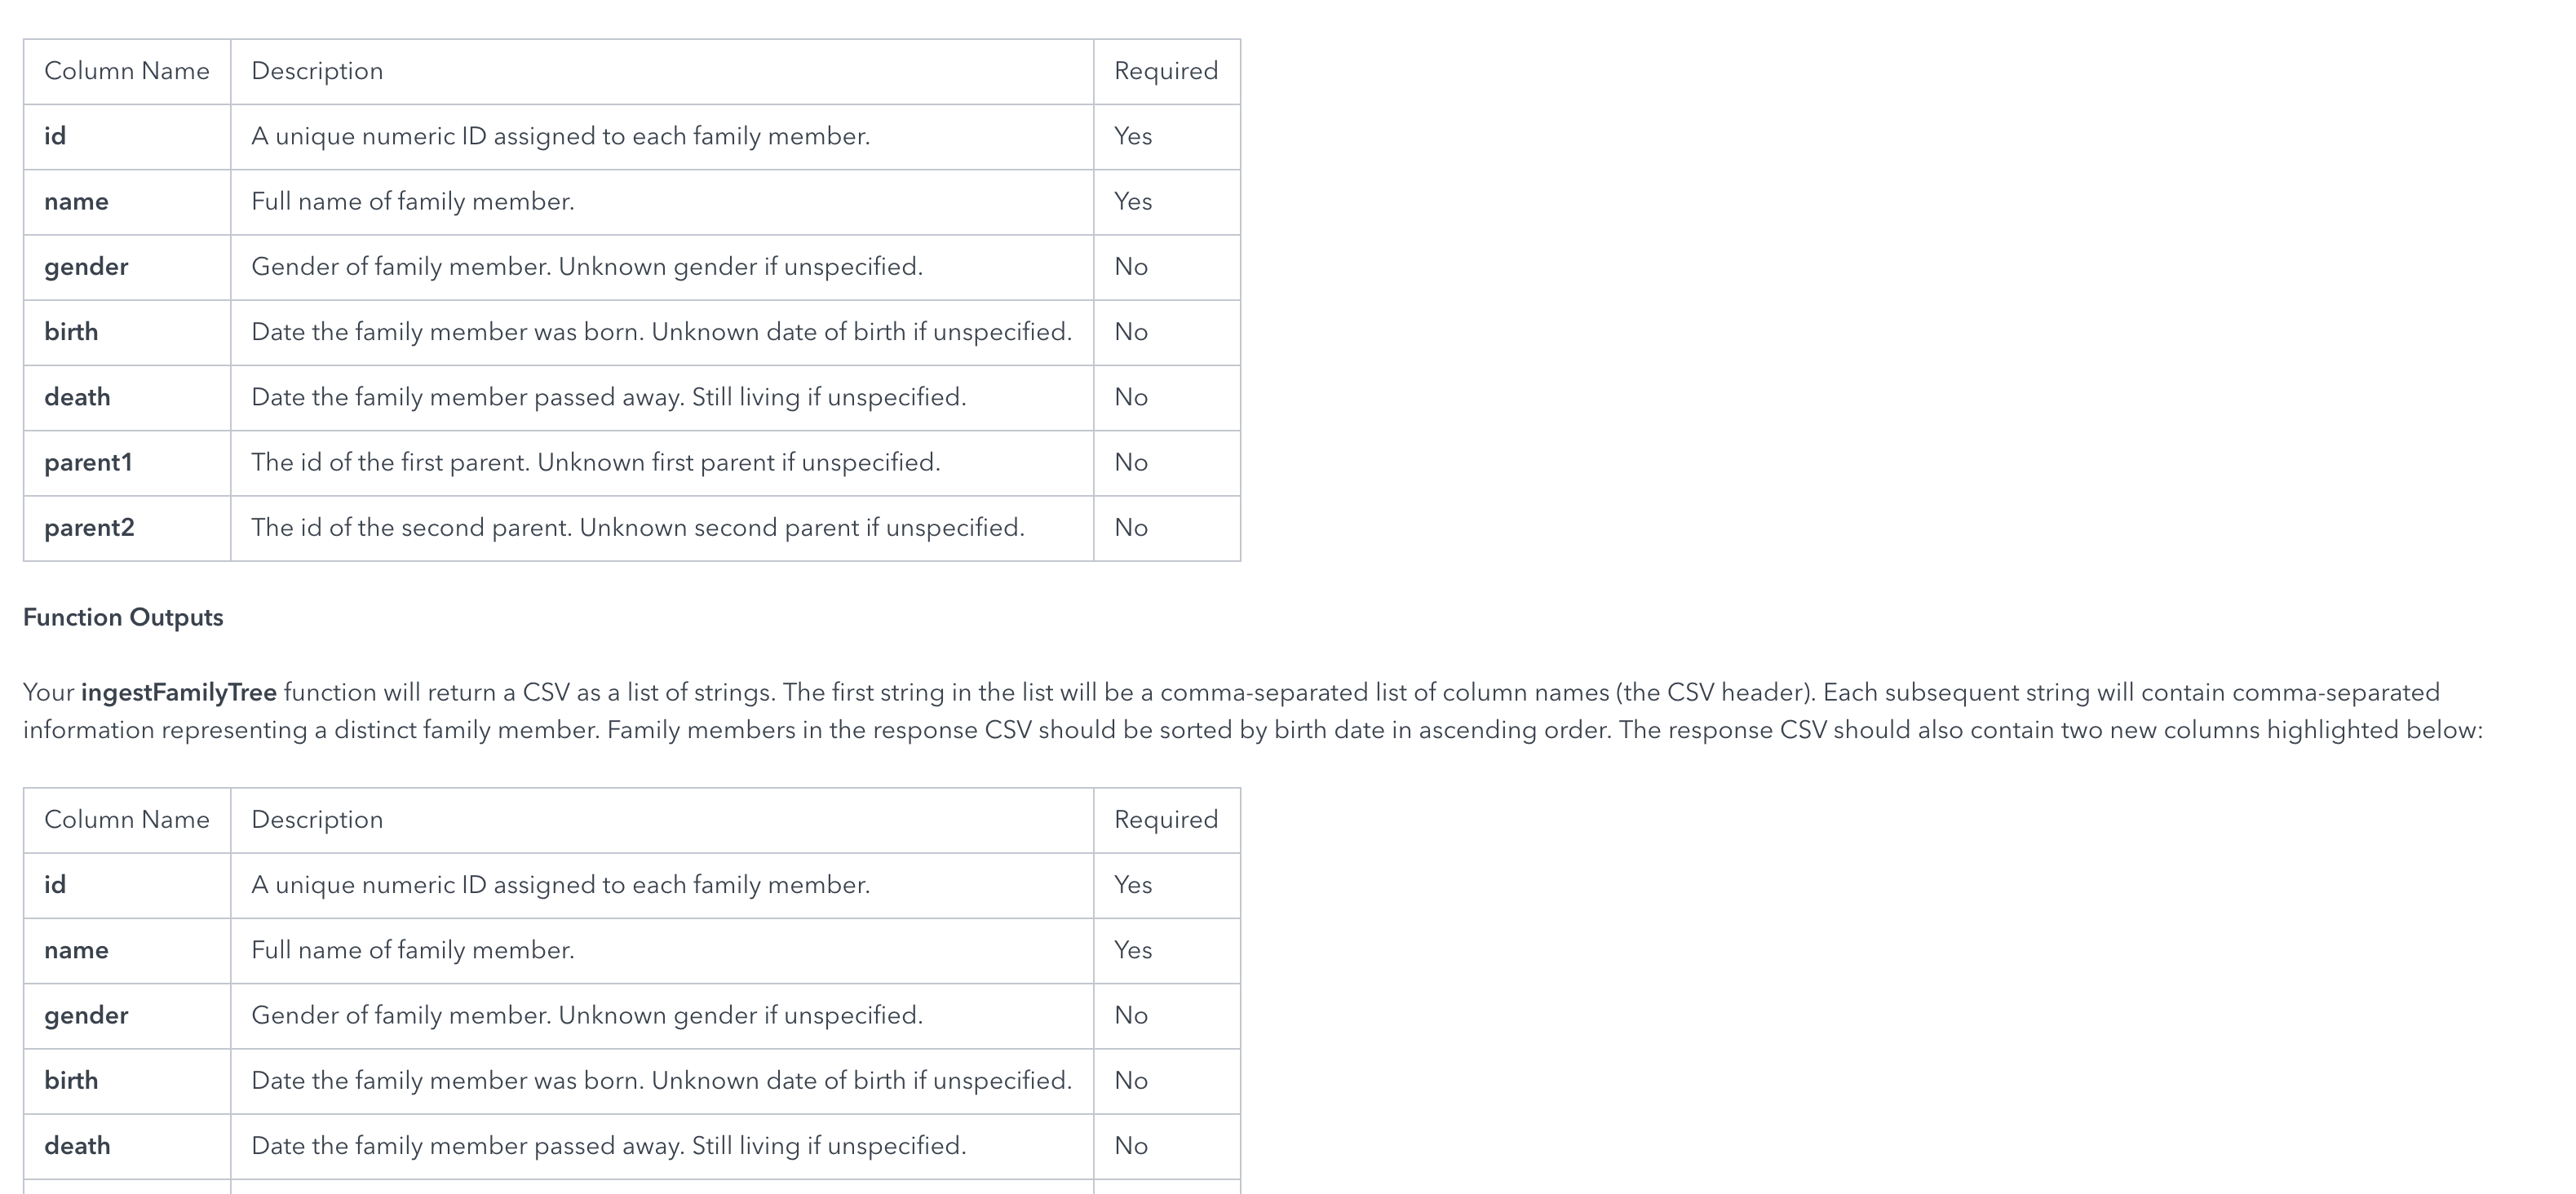 Column Name Description Required
id A unique numeric ID assigned to each family member. Yes
name Full name of family member. Yes
gender Gender of family member. Unknown gender if unspecified. No
birth Date the family member was born. Unknown date of birth if unspecified. No
death Date the family member passed away. Still living if unspecified. No
parent1 The id of the first parent. Unknown first parent if unspecified. No
parent2 The id of the second parent. Unknown second parent if unspecified. No
Function Outputs
Your ingestFamilyTree function will return a CSV as a list of strings. The first string in the list will be a comma-separated list of column names (the CSV header). Each subsequent string will contain comma-separated
information representing a distinct family member. Family members in the response CSV should be sorted by birth date in ascending order. The response CSV should also contain two new columns highlighted below:
Column Name Description Required
id A unique numeric ID assigned to each family member. Yes
name Full name of family member. Yes
gender Gender of family member. Unknown gender if unspecified. No
birth Date the family member was born. Unknown date of birth if unspecified. No
death Date the family member passed away. Still living if unspecified. No